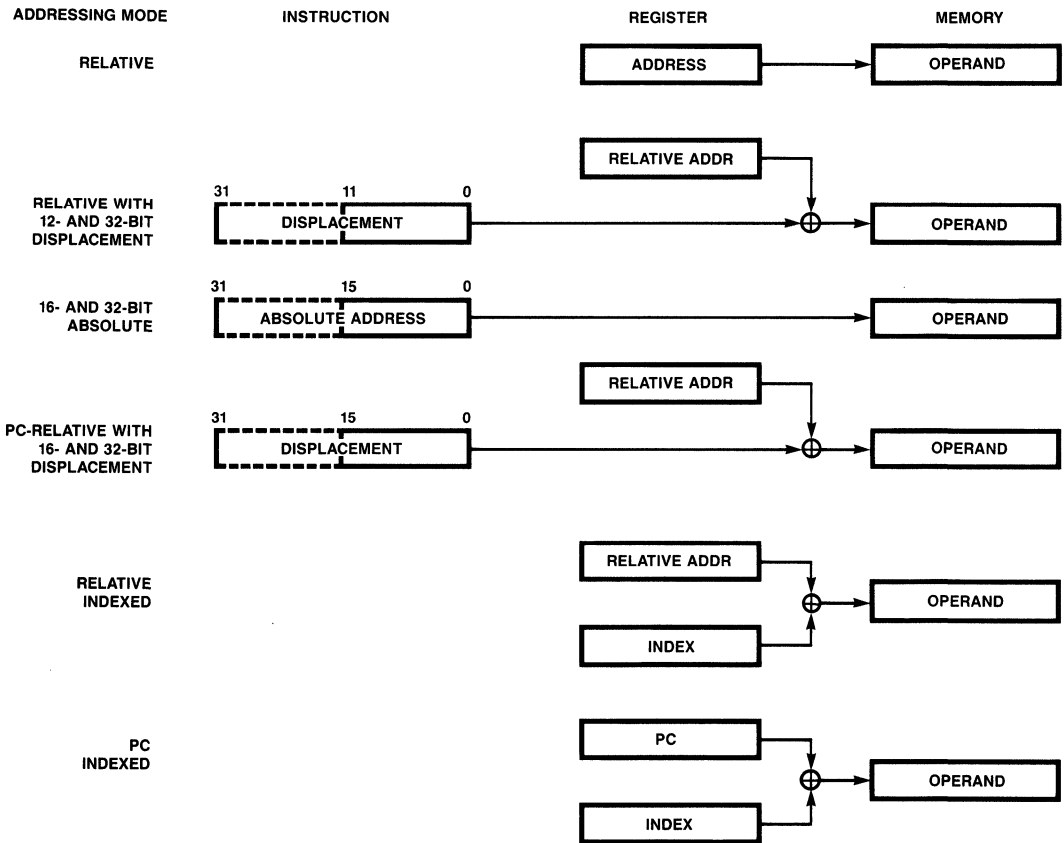 ADDRESSING MODE INSTRUCTION REGISTER MEMORY
RELATIVE ADDRESS OPERAND
RELATIVE ADDR
31 11 0
RELATIVE WITH
12- AND 32-BIT DISPLACEMENT OPERAND
DISPLACEMENT
31 15 0
16- AND 32-BIT
ABSOLUTE ABSOLUTE ADDRESS OPERAND
RELATIVE ADDR
31 15 0
PC-RELATIVE WITH
16- AND 32-BIT DISPLACEMENT OPERAND
DISPLACEMENT
RELATIVE ADDR
RELATIVE
INDEXED OPERAND
INDEX
PC
PC
INDEXED OPERAND
INDEX